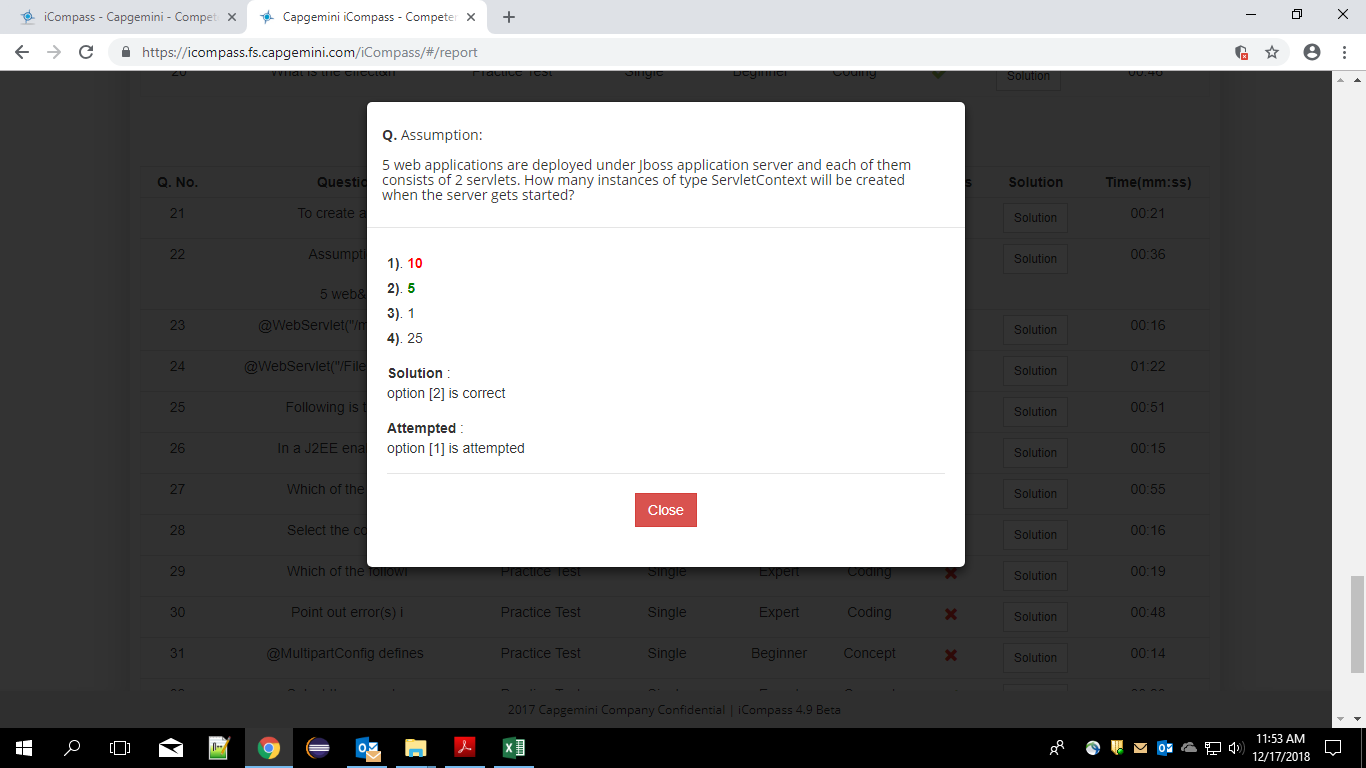 iCompass - Capgemini - Compet
Capgemini iCompass - Competen
https://icompass.fs.capgemini.com/iCompass/#/report
20 What is the effect&n Practice Test Single Beginner Coding Solution 00:46
Q. Assumption:
5 web applications are deployed under Jboss application server and each of them
consists of 2 servlets. How many instances of type ServletContext will be created
when the server gets started?
1). 10
2). 5
3). 1
4). 25
Solution :
option [2] is correct
Attempted :
option [1] is attempted
Close
Q. No. Questio s Solution Time(mm:ss)
21 To create a Solution 00:21
22 Assumpti Solution 00:36
5 web&
23 @WebServlet("/m Solution 00:16
24 @WebServlet("/File Solution 01:22
25 Following is t Solution 00:51
26 In a J2EE ena Solution 00:15
27 Which of the Solution 00:55
28 Select the co Solution 00:16
29 Which of the followi Practice Test Single Expert Coding Solution 00:19
30 Point out error(s) i Practice Test Single Expert Coding Solution 00:48
31 @MultipartConfig defines Practice Test Single Beginner Concept Solution 00:14
2017 Capgemini Company Confidential | iCompass 4.9 Beta
11:53 AM
12/17/2018